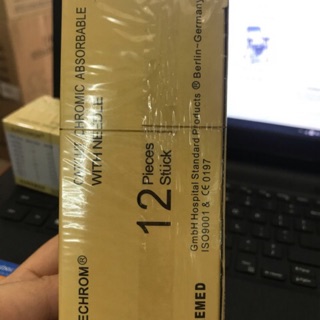 CHROMIC ABSORBABLE
WITH NEEDLE
12 Pieces
Stück
GmbH Hospital Standard Products ® Berlin-Germany
ISO9001 & CE 0197
ECHROM®
EMED